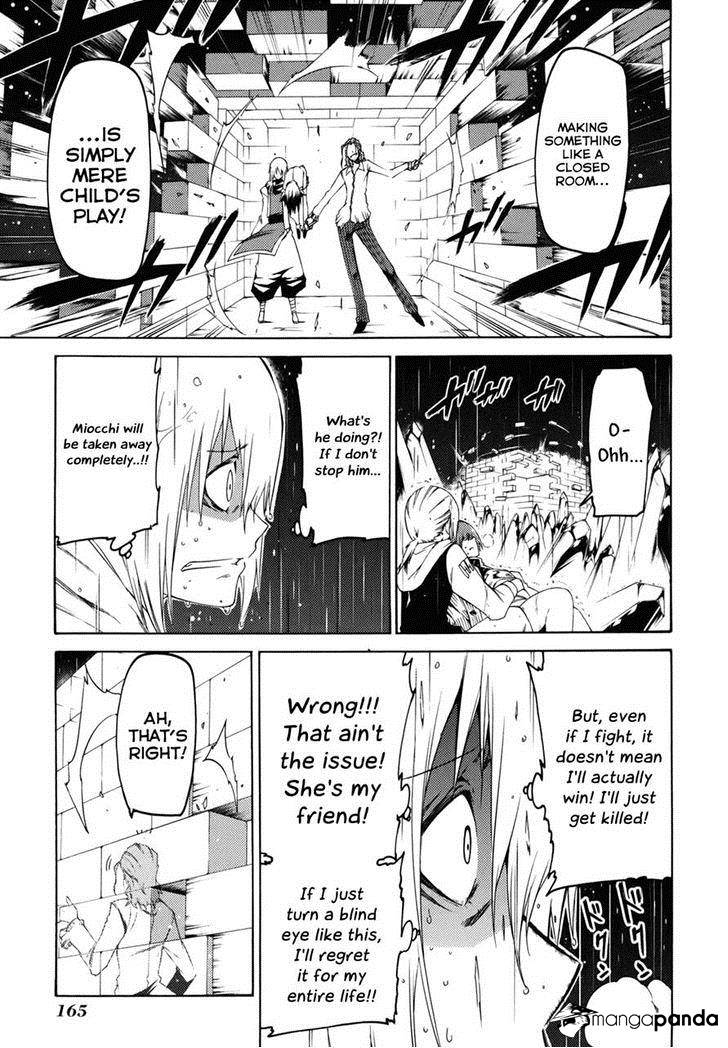 MAKING
SOMETHING
LIKE A
CLOSED
ROOM...
...IS
SIMPLY
MERE
CHILD'S
PLAY!
O-
Ohh...
What's
he doing?!
If I don't
stop him...
Miocchi will
be taken away
completely..!!
But, even
if I fight, it
doesn't mean
I'll actually
win! I'll just
get killed!
Wrong!!!
That ain't
the issue!
She's my
friend!
If I just
turn a blind
eye like this,
I'll regret
it for my
entire life!!
AH,
THAT'S
RIGHT!
165
mangapanda